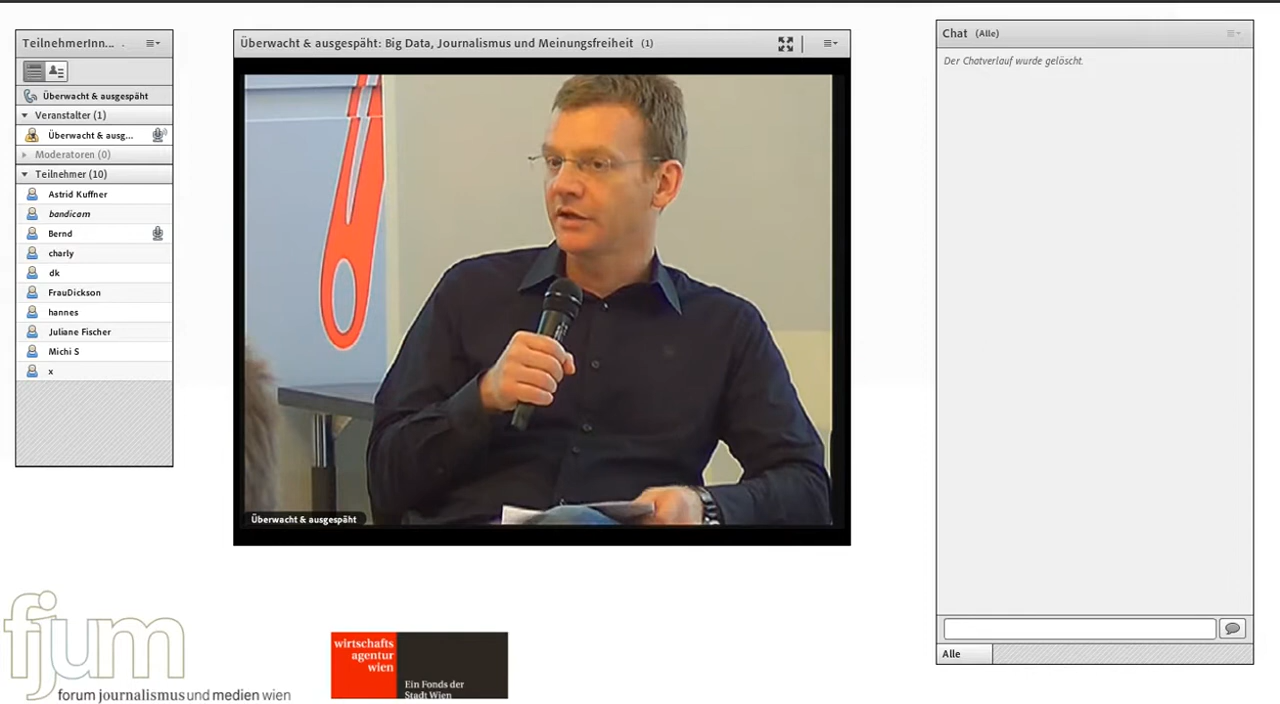 TeilnehmerInn...
Überwacht & ausgespäht
Veranstalter (1)
Überwacht & ausg...
Moderatoren (0)
Teilnehmer (10)
Astrid Kuffner
bandicam
Bernd
charly
dk
FrauDickson
hannes
Juliane Fischer
Michi S
x
Überwacht & ausgespäht: Big Data, Journalismus und Meinungsfreiheit (1)
Überwacht & ausgespäht
Chat (Alle)
Der Chatverlauf wurde gelöscht.
Alle
fjum
forum journalismus und medien wien
wirtschafts
agentur
wien
Ein Fonds der
Stadt Wien